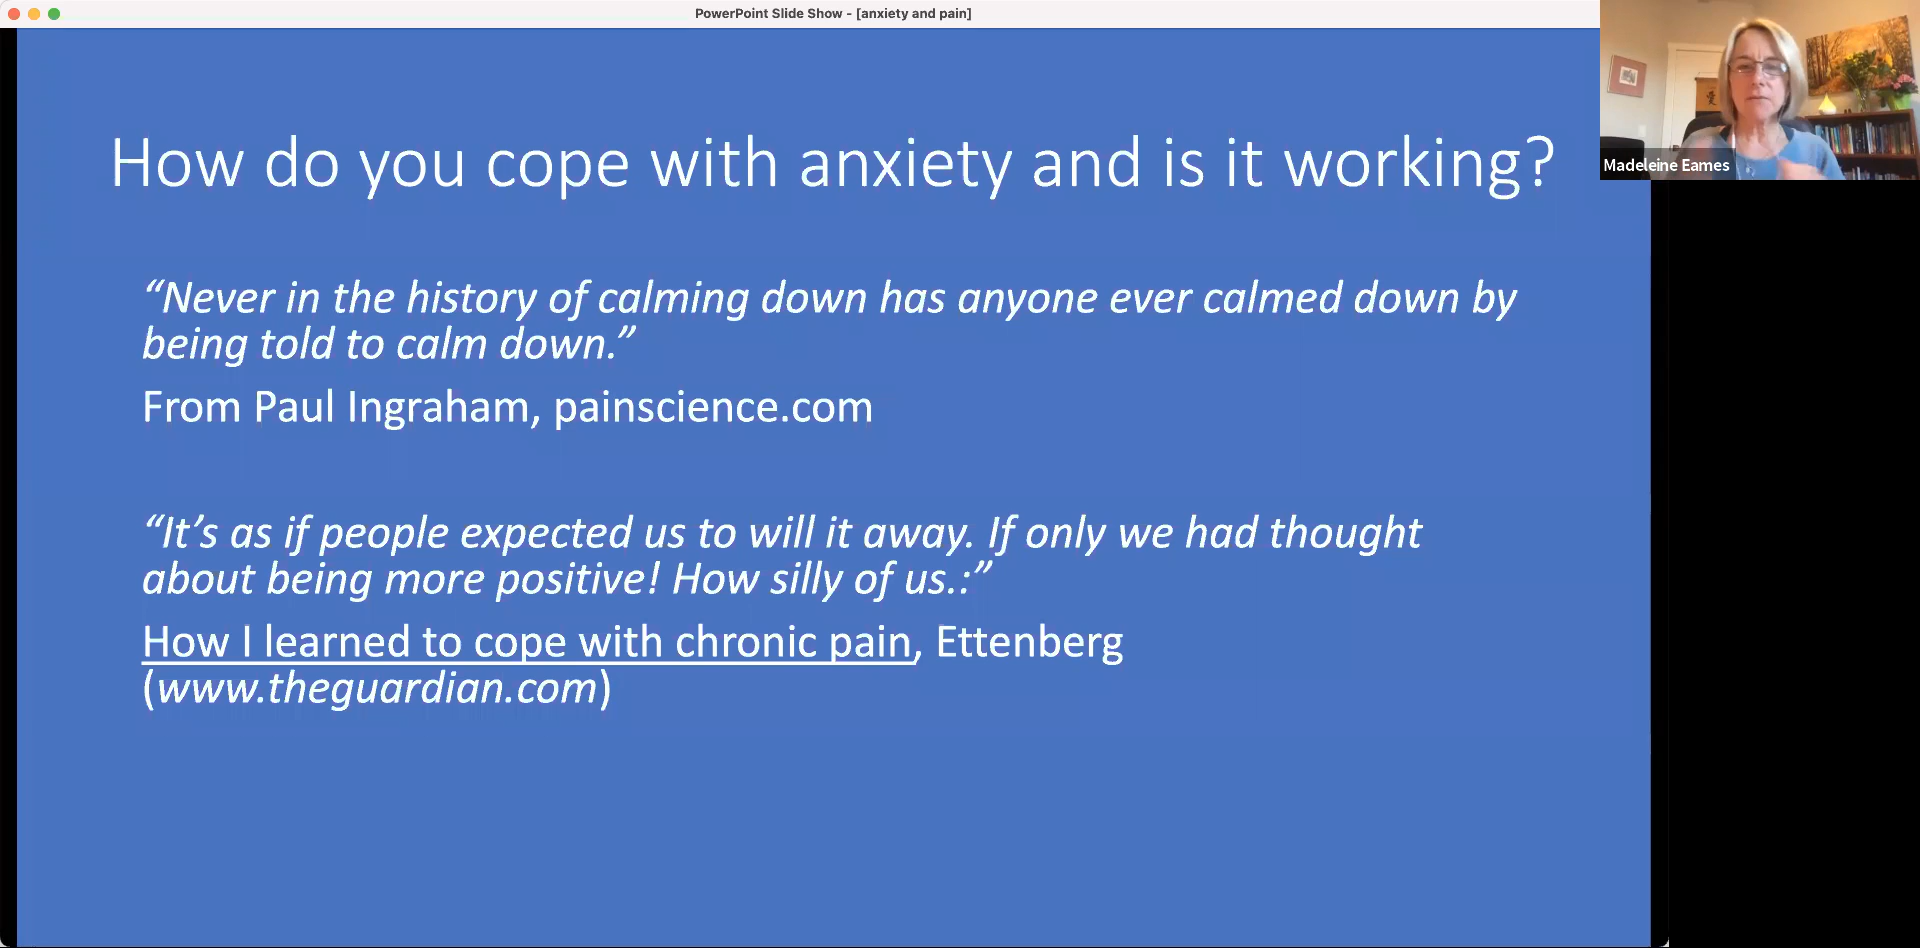 PowerPoint Slide Show - [anxiety and pain]
How do you cope with anxiety and is it working?
“Never in the history of calming down has anyone ever calmed down by
being told to calm down.”
From Paul Ingraham, painscience.com
“It’s as if people expected us to will it away. If only we had thought
about being more positive! How silly of us.:”
How I learned to cope with chronic pain, Ettenberg
(www.theguardian.com)
Madeleine Eames